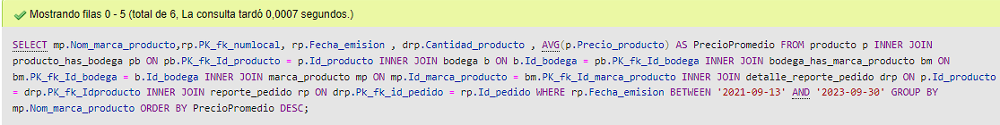 Mostrando filas 0 - 5 (total de 6, La consulta tardó 0,0007 segundos.)
SELECT mp.Nom_marca_producto,rp.PK_fk_numlocal, rp.Fecha_emision , drp.Cantidad_producto , AVG(p.Precio_producto) AS PrecioPromedio FROM producto p INNER JOIN
producto_has_bodega pb ON pb.PK_fk_Id_producto = p.Id_producto INNER JOIN bodega b ON b.Id_bodega = pb.PK_fk_Id_bodega INNER JOIN bodega_has_marca_producto bm ON
bm.PK_fk_Id_bodega = b.Id_bodega INNER JOIN marca_producto mp ON mp.Id_marca_producto = bm.PK_fk_Id_marca_producto INNER JOIN detalle_reporte_pedido drp ON p.Id_producto
= drp.PK_fk_Idproducto INNER JOIN reporte_pedido rp ON drp.Pk_fk_id_pedido = rp.Id_pedido WHERE rp.Fecha_emision BETWEEN '2021-09-13' AND '2023-09-30' GROUP BY
mp.Nom_marca_producto ORDER BY PrecioPromedio DESC;